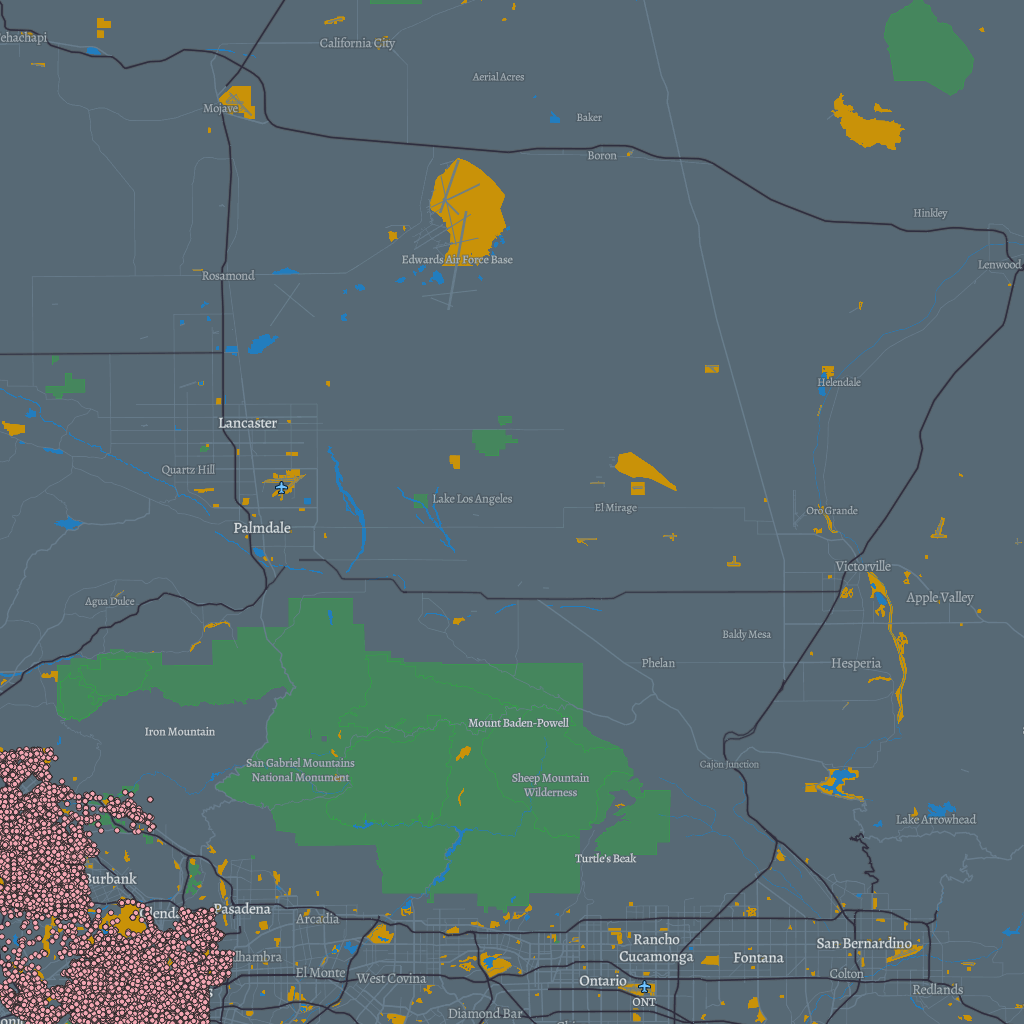 California City
Aerial Acres
Mojave
Baker
Boron
Hinkley
Edwards Air Force Base
Lenwood
Rosamond
Helendale
Lancaster
Quartz Hill
Lake Los Angeles
El Mirage
Oro Grande
Palmdale
Victorville
Agua Dulce
Apple Valley
Baldy Mesa
Phelan
Hesperia
Iron Mountain
Mount Baden-Powell
San Gabriel Mountains
National Monument
Sheep Mountain
Wilderness
Cajon Junction
Lake Arrowhead
Turtle's Beak
Burbank
Pasadena
Arcadia
Rancho
Cucamonga
San Bernardino
Fontana
El Monte
West Covina
Ontario
Colton
Redlands
ONT
Diamond Bar